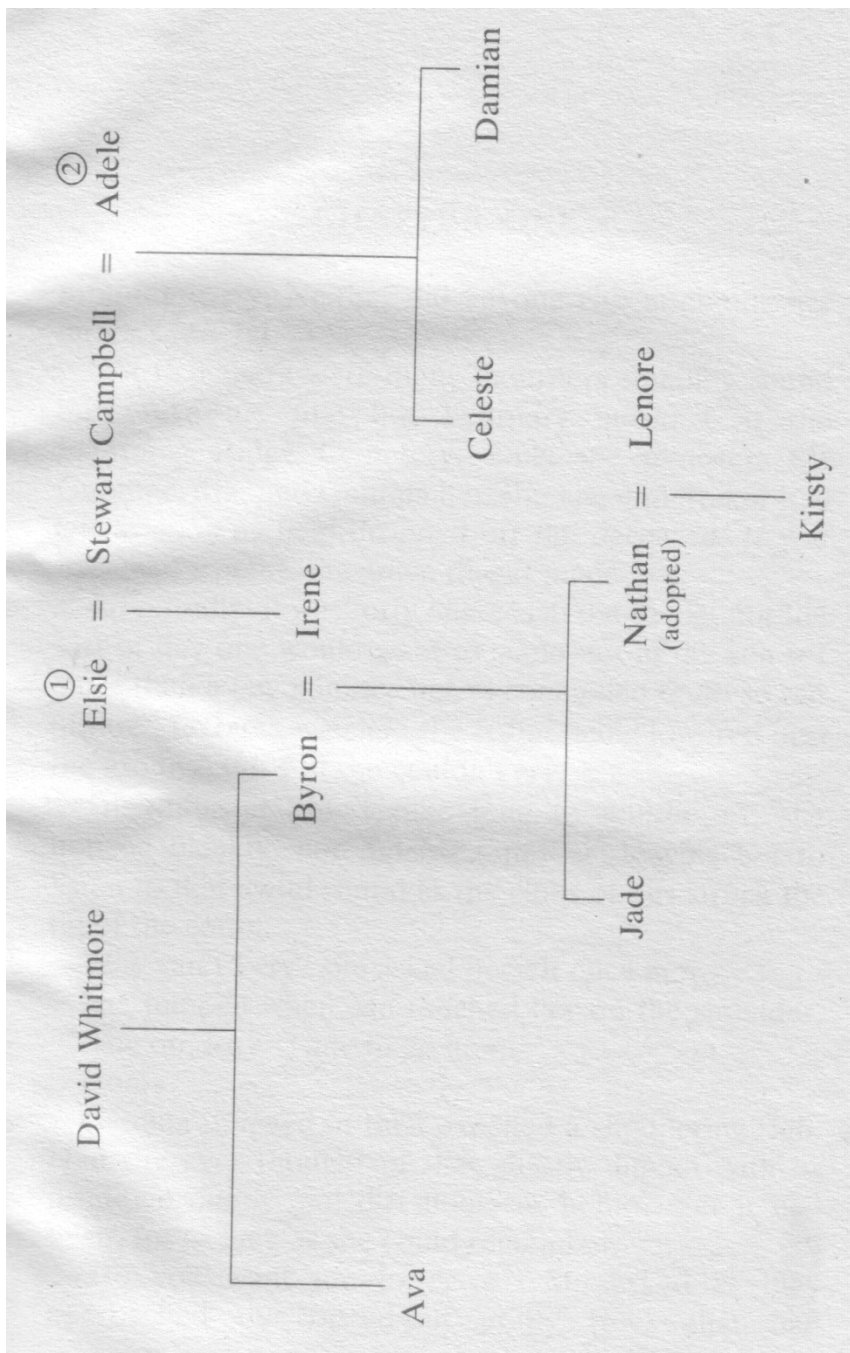 ① ②
David Whitmore Elsie = Stewart Campbell = Adele
Ava Byron = Irene Celeste Damian
Jade Nathan = Lenore
(adopted)
Kirsty